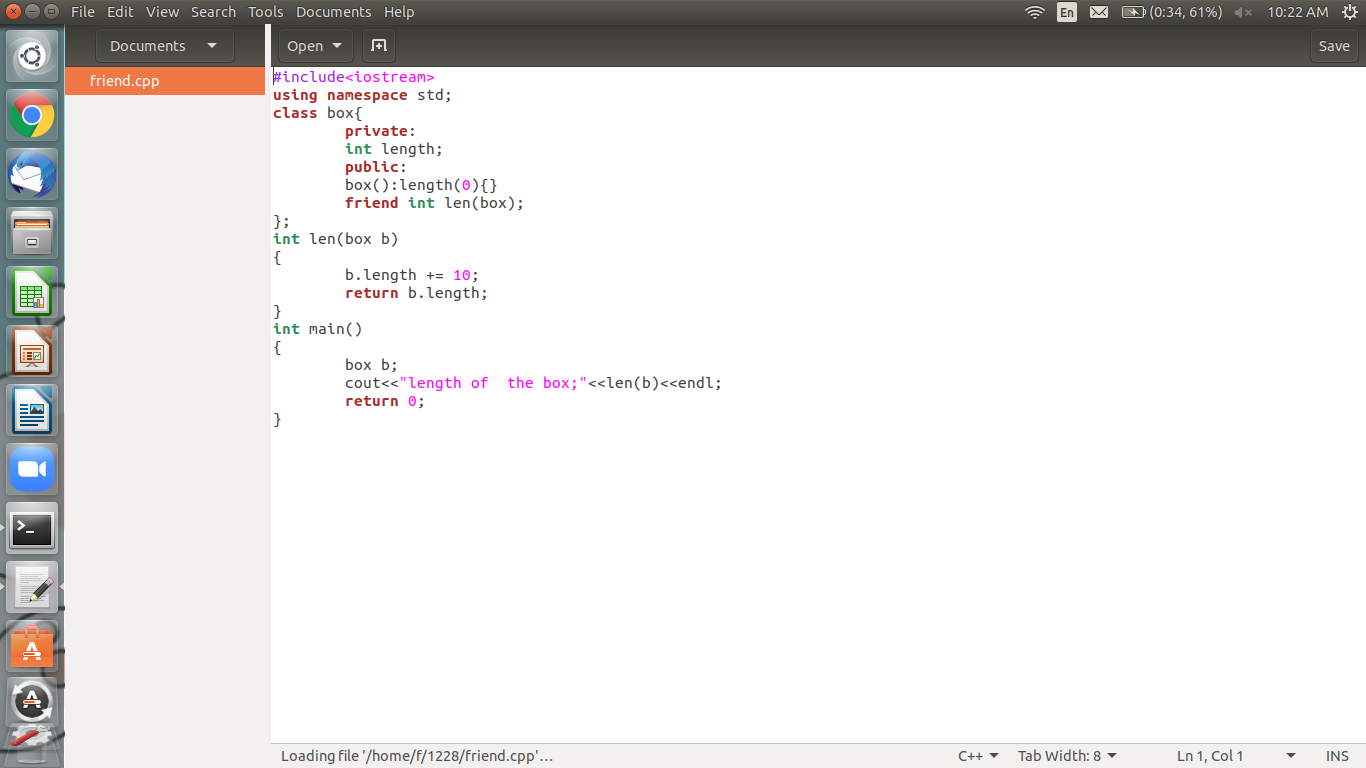 File Edit View Search Tools Documents Help
En (0:34, 61%) 10:22 AM
Documents Open Save
friend.cpp
#include<iostream>
using namespace std;
class box{
private:
int length;
public:
box():length(0){}
friend int len(box);
};
int len(box b)
{
b.length += 10;
return b.length;
}
int main()
{
box b;
cout<<"length of  the box;"<<len(b)<<endl;
return 0;
}
Loading file '/home/f/1228/friend.cpp'… C++ Tab Width: 8 Ln 1, Col 1 INS